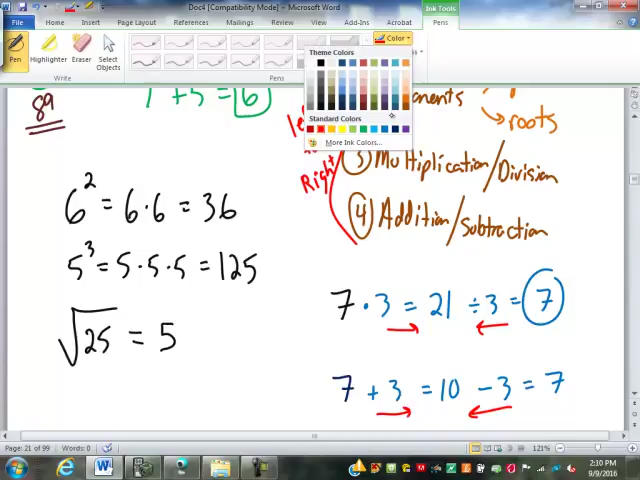 Doc4 [Compatibility Mode] - Microsoft Word
Ink Tools
File
Home
Insert
Page Layout
References
Mailings
Review
View
Add-Ins
Acrobat
Pens
Pen
Highlighter
Eraser
Select Objects
Write
Pens
Color
Theme Colors
Standard Colors
More Ink Colors...
89
1 + 5 = 6
→ roots
Right
3 Multiplication/Division
4 Addition/Subtraction
6² = 6·6 = 36
5³ = 5·5·5 = 125
√25 = 5
7 · 3 = 21 ÷ 3 = 7
7 + 3 = 10 - 3 = 7
Page: 21 of 99
Words: 0
121%
2:10 PM
9/9/2016